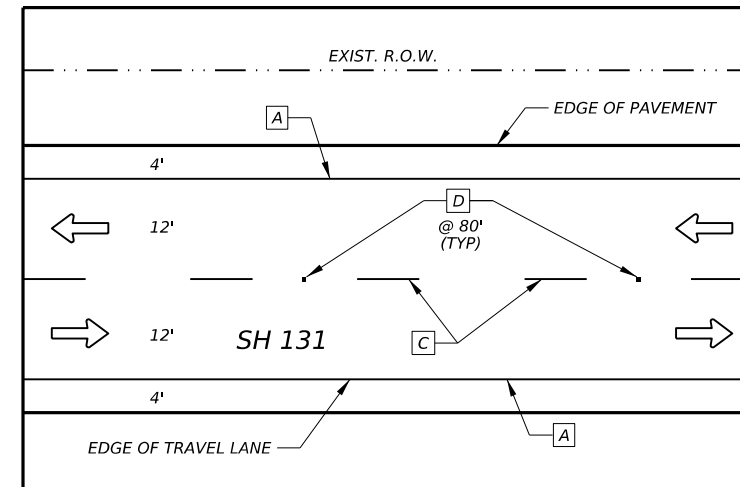 EXIST. R.O.W.
A
EDGE OF PAVEMENT
4'
D
12'
@ 80'
(TYP)
12'
SH 131
C
4'
A
EDGE OF TRAVEL LANE